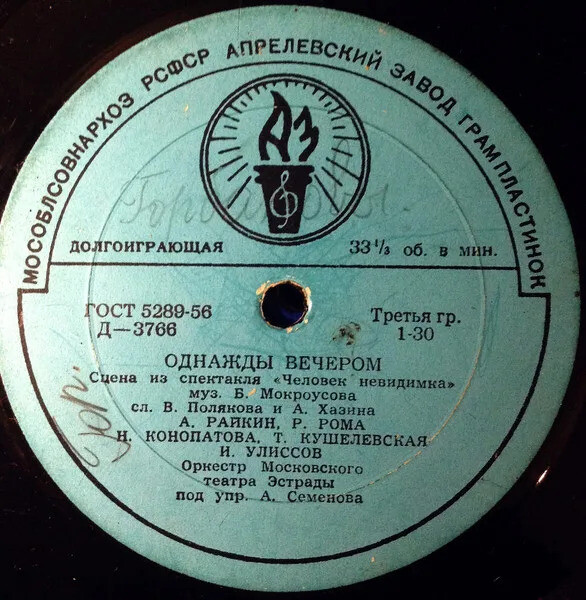 МОСОБЛСОВНАРХОЗ РСФСР АПРЕЛЕВСКИЙ ЗАВОД ГРАМПЛАСТИНОК
АЗ
ДОЛГОИГРАЮЩАЯ 33⅓ об. в мин.
ГОСТ 5289-56 Третья гр.
Д—3766 1-30
ОДНАЖДЫ ВЕЧЕРОМ
Сцена из спектакля «Человек невидимка»
муз. Б. Мокроусова
сл. В. Полякова и А. Хазина
А. РАЙКИН, Р. РОМА
Н. КОНОПАТОВА, Т. КУШЕЛЕВСКАЯ
И. УЛИССОВ
Оркестр Московского
театра Эстрады
под упр. А. Семенова